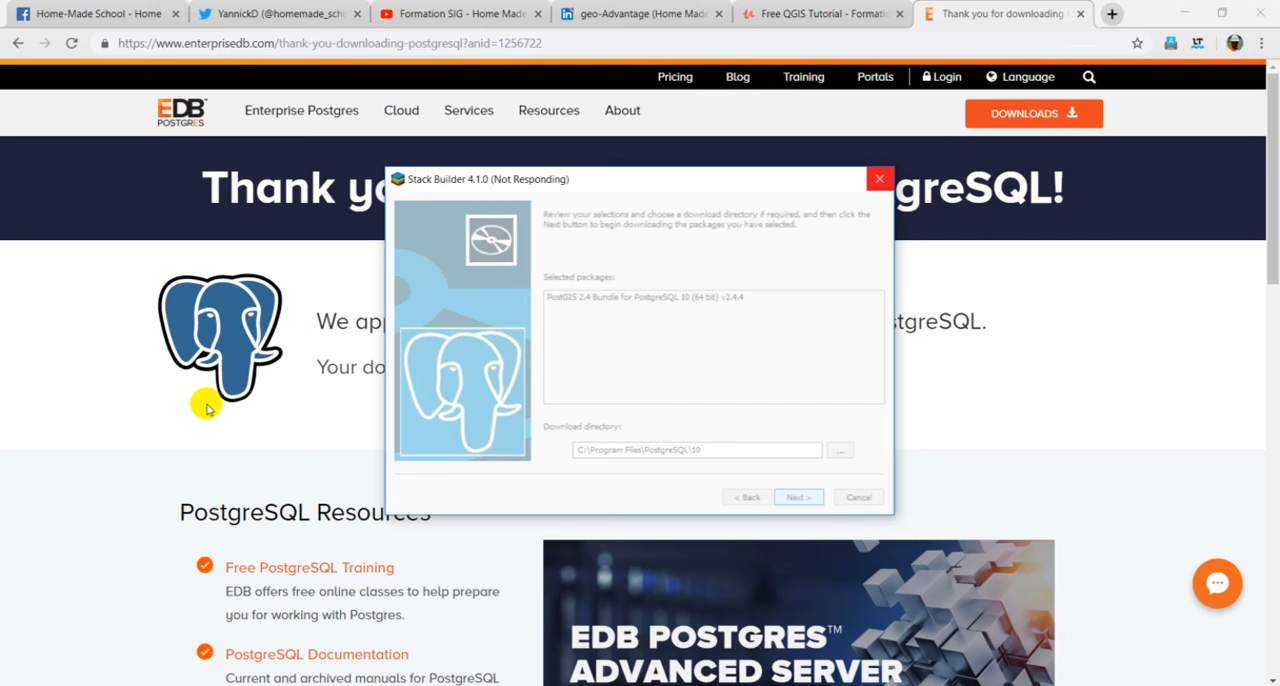 Home-Made School - Home
YannickD (@homemade_sch
Formation SIG - Home Made
geo-Advantage (Home Mad
Free QGIS Tutorial - Formati
Thank you for downloading
https://www.enterprisedb.com/thank-you-downloading-postgresql?anid=1256722
Pricing
Blog
Training
Portals
Login
Language
EDB
POSTGRES
Enterprise Postgres
Cloud
Services
Resources
About
DOWNLOADS
Thank yo
greSQL!
Stack Builder 4.1.0 (Not Responding)
Review your selections and choose a download directory if required, and then click the
Next button to begin downloading the packages you have selected.
Selected packages:
PostGIS 2.4 Bundle for PostgreSQL 10 (64 bit) v2.4.4
Download directory:
C:\Program Files\PostgreSQL\10
...
< Back
Next >
Cancel
We app
stgreSQL.
Your do
PostgreSQL Resources
Free PostgreSQL Training
EDB offers free online classes to help prepare
you for working with Postgres.
PostgreSQL Documentation
Current and archived manuals for PostgreSQL
EDB POSTGRES™
ADVANCED SERVER